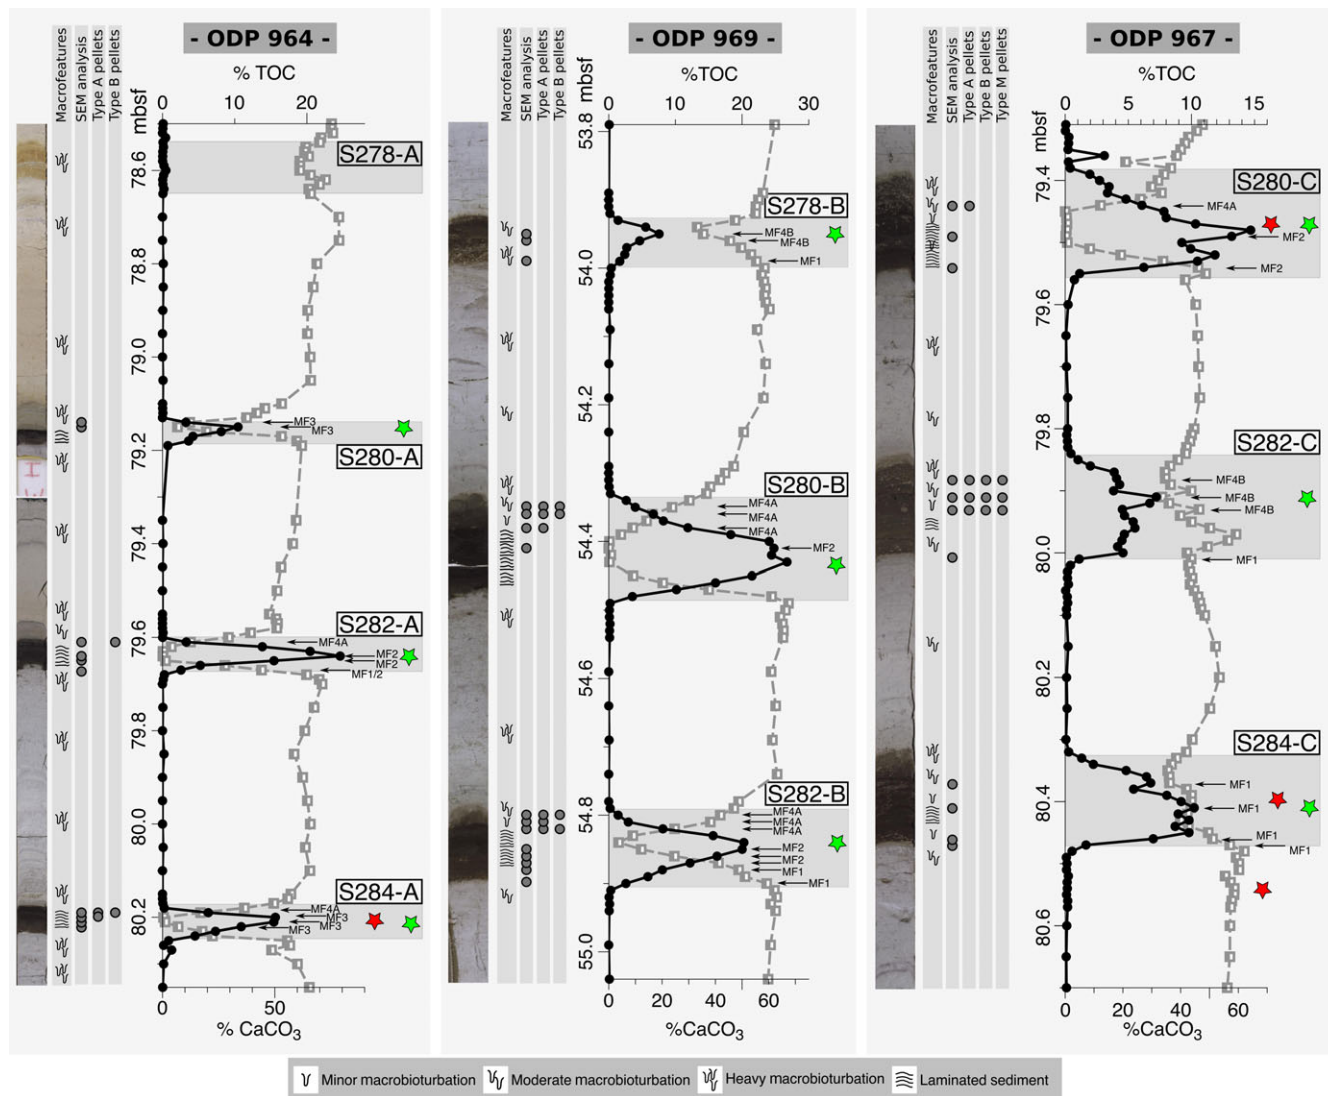 - ODP 964 -
Macrofeatures
SEM analysis
Type A pellets
Type B pellets
% TOC
0 10 20
mbsf
78.6
78.8
79.0
79.2
79.4
79.6
79.8
80.0
80.2
S278-A
MF3
MF3
S280-A
S282-A
MF4A
MF2
MF2
MF1/2
S284-A
MF4A
MF3
MF3
MF3
0 50
% CaCO3
- ODP 969 -
Macrofeatures
SEM analysis
Type A pellets
Type B pellets
%TOC
mbsf
0 10 20 30
53.8
54.0
54.2
54.4
54.6
54.8
55.0
S278-B
MF4B
MF4B
MF1
S280-B
MF4A
MF4A
MF4A
MF2
S282-B
MF4A
MF4A
MF4A
MF2
MF2
MF1
MF1
0 20 40 60
%CaCO3
- ODP 967 -
Macrofeatures
SEM analysis
Type A pellets
Type B pellets
Type M pellets
%TOC
0 5 10 15
mbsf
79.4
79.6
79.8
80.0
80.2
80.4
80.6
S280-C
MF4A
MF2
MF2
S282-C
MF4B
MF4B
MF4B
MF1
S284-C
MF1
MF1
MF1
MF1
0 20 40 60
%CaCO3
Minor macrobioturbation Moderate macrobioturbation Heavy macrobioturbation Laminated sediment